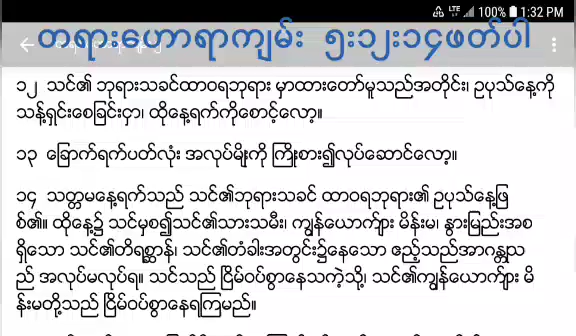 LTE 100% 1:32 PM
တရားဟောရာကျမ်း ၅း၁၂း၁၄ဖတ်ပါ
၁၂ သင်၏ ဘုရားသခင်ထာဝရဘုရား မှာထားတော်မူသည်အတိုင်း၊ ဥပုသ်နေ့ကို
သန့်ရှင်းစေခြင်းငှာ၊ ထိုနေ့ရက်ကိုစောင့်လော့။
၁၃ ခြောက်ရက်ပတ်လုံး အလုပ်မျိုးကို ကြိုးစား၍လုပ်ဆောင်လော့။
၁၄ သတ္တမနေ့ရက်သည် သင်၏ဘုရားသခင် ထာဝရဘုရား၏ ဥပုသ်နေ့ဖြ
စ်၏။ ထိုနေ့၌ သင်မှစ၍သင်၏သားသမီး၊ ကျွန်ယောက်ျား မိန်းမ၊ နွားမြည်းအစ
ရှိသော သင်၏တိရစ္ဆာန်၊ သင်၏တံခါးအတွင်း၌နေသော ဧည့်သည်အာဂန္တုသ
ည် အလုပ်မလုပ်ရ။ သင်သည် ငြိမ်ဝပ်စွာနေသကဲ့သို့၊ သင်၏ကျွန်ယောက်ျား မိ
န်းမတို့သည် ငြိမ်ဝပ်စွာနေရကြမည်။